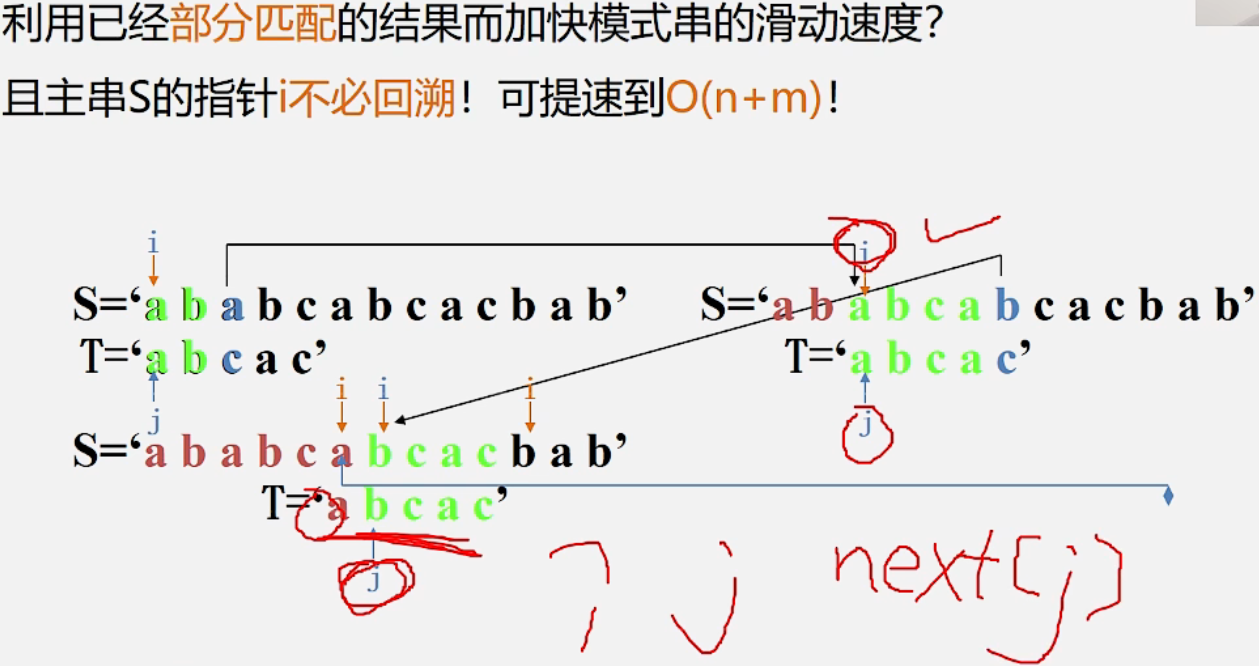 利用已经部分匹配的结果而加快模式串的滑动速度?
且主串S的指针i不必回溯！可提速到O(n+m)！
i
i
S=‘a b a b c a b c a c b a b’
S=‘a b a b c a b c a c b a b’
T=‘a b c a c’
T=‘a b c a c’
i i i
j
j
S=‘a b a b c a b c a c b a b’
T=‘a b c a c’
j
i j next[j]